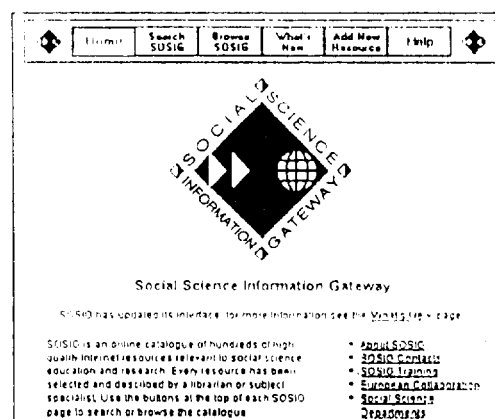 Home
Search SOSIG
Browse SOSIG
What's New
Add New Resource
Help
SOCIAL SCIENCE
INFORMATION GATEWAY
Social Science Information Gateway
SOSIG has updated its interface, for more information see the What's New page
SOSIG is an online catalogue of hundreds of high
quality Internet resources relevant to social science
education and research. Every resource has been
selected and described by a librarian or subject
specialist. Use the buttons at the top of each SOSIG
page to search or browse the catalogue
• About SOSIG
• SOSIG Contacts
• SOSIG Training
• European Collaboration
• Social Science
Departments